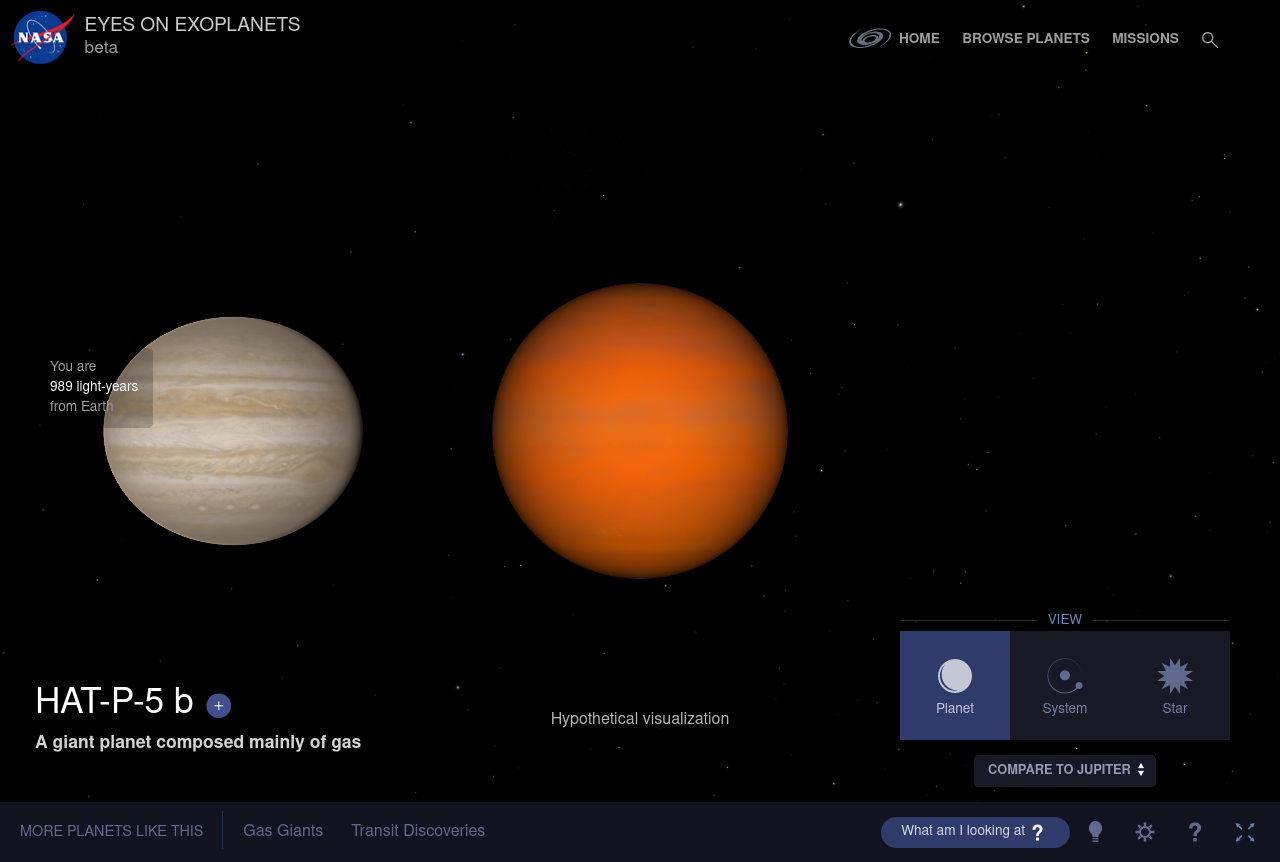 NASA
EYES ON EXOPLANETS
beta
HOME
BROWSE PLANETS
MISSIONS
You are
989 light-years
from Earth
VIEW
Planet
System
Star
HAT-P-5 b +
A giant planet composed mainly of gas
Hypothetical visualization
COMPARE TO JUPITER
MORE PLANETS LIKE THIS
Gas Giants
Transit Discoveries
What am I looking at ?
?